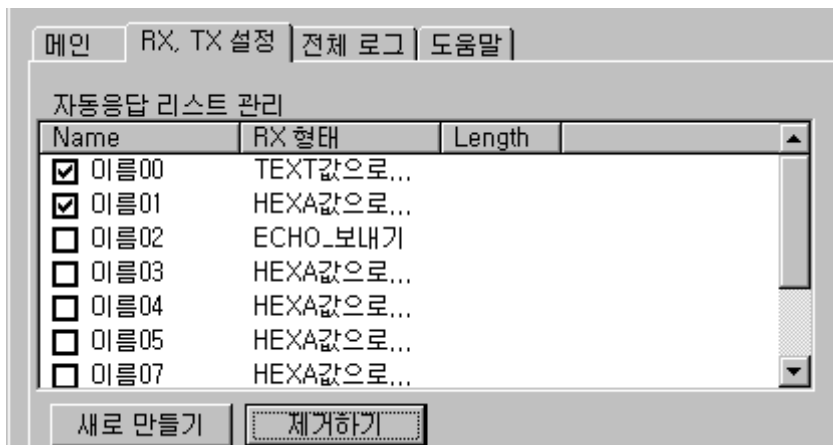 메인 RX, TX 설정 전체 로그 도움말
자동응답 리스트 관리
Name RX 형태 Length
이름00 TEXT값으로...
이름01 HEXA값으로...
이름02 ECHO_보내기
이름03 HEXA값으로...
이름04 HEXA값으로...
이름05 HEXA값으로...
이름07 HEXA값으로...
새로 만들기 제거하기